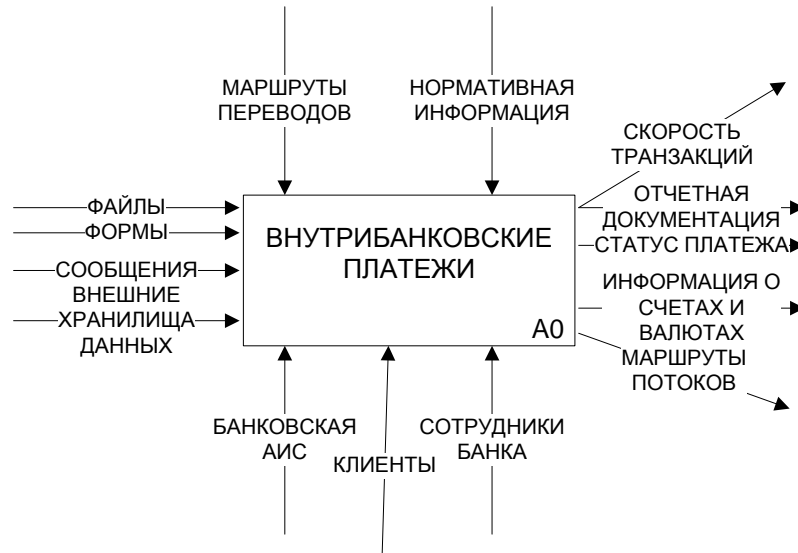 МАРШРУТЫ
ПЕРЕВОДОВ
НОРМАТИВНАЯ
ИНФОРМАЦИЯ
СКОРОСТЬ
ТРАНЗАКЦИЙ
ФАЙЛЫ
ФОРМЫ
СООБЩЕНИЯ
ВНЕШНИЕ
ХРАНИЛИЩА
ДАННЫХ
ВНУТРИБАНКОВСКИЕ
ПЛАТЕЖИ
A0
ОТЧЕТНАЯ
ДОКУМЕНТАЦИЯ
СТАТУС ПЛАТЕЖА
ИНФОРМАЦИЯ О
СЧЕТАХ И
ВАЛЮТАХ
МАРШРУТЫ
ПОТОКОВ
БАНКОВСКАЯ
АИС
КЛИЕНТЫ
СОТРУДНИКИ
БАНКА